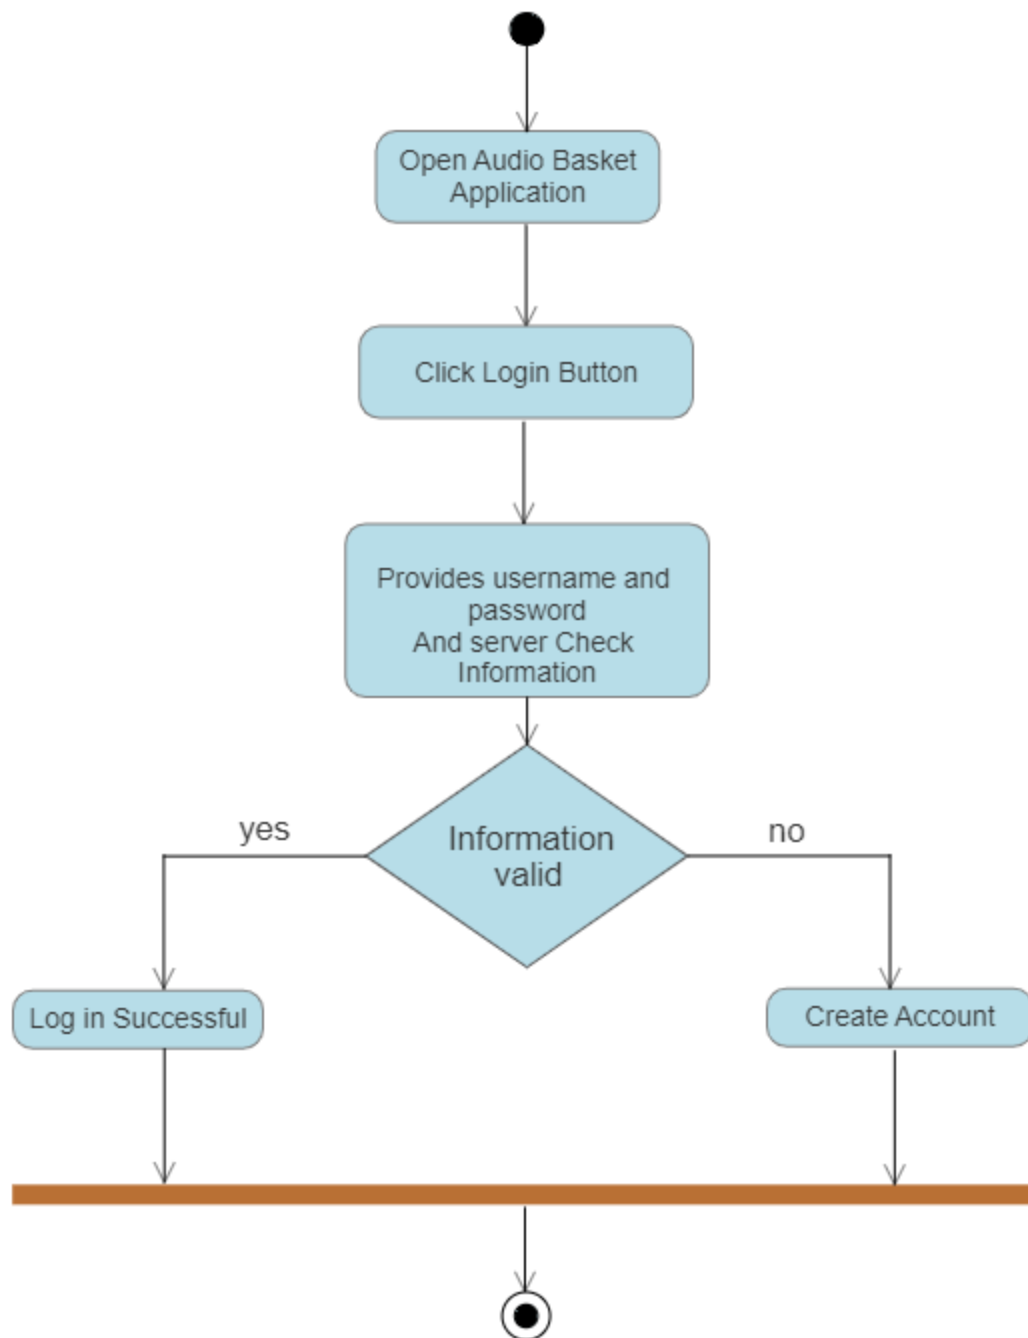 Open Audio Basket
Application
Click Login Button
Provides username and
password
And server Check
Information
Information
valid
yes
no
Log in Successful
Create Account